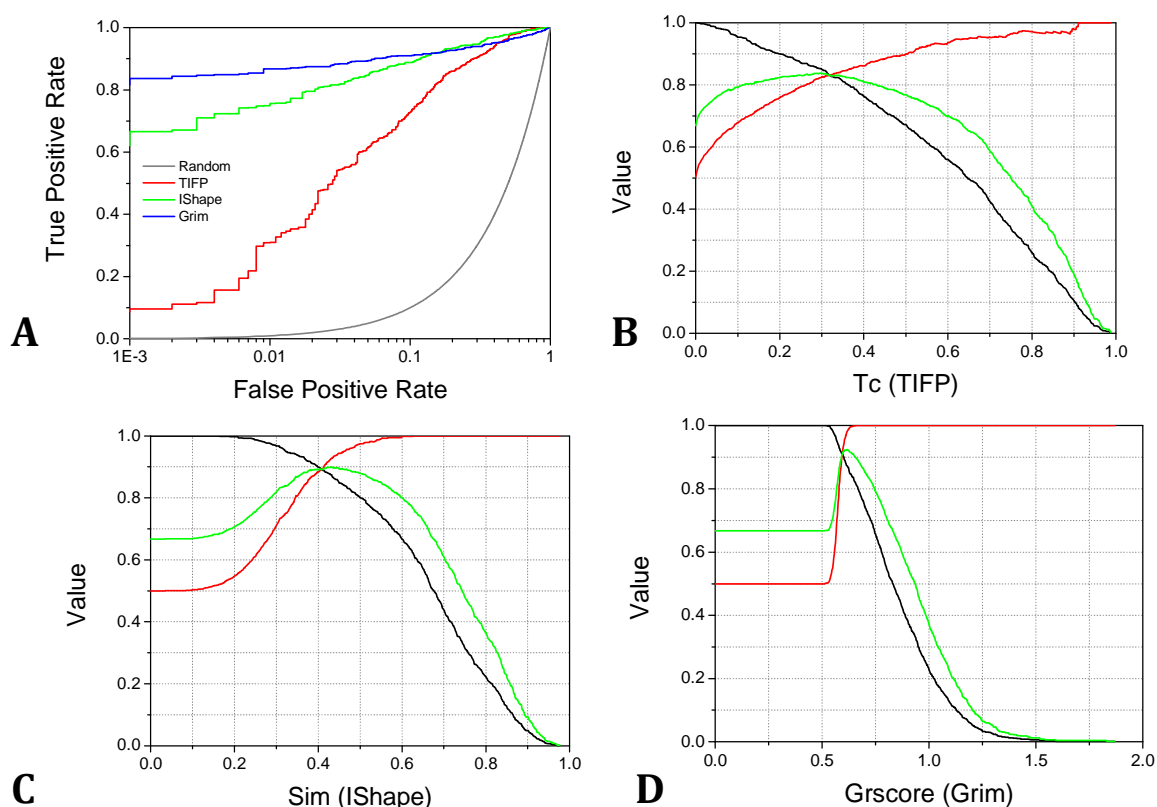 1.0
0.8
0.6
0.4
0.2
0.0
True Positive Rate
Random
TIFP
IShape
Grim
1E-3 0.01 0.1 1
False Positive Rate
A
1.0
0.8
0.6
0.4
0.2
0.0
Value
0.0 0.2 0.4 0.6 0.8 1.0
Tc (TIFP)
B
1.0
0.8
0.6
0.4
0.2
0.0
Value
0.0 0.2 0.4 0.6 0.8 1.0
Sim (IShape)
C
1.0
0.8
0.6
0.4
0.2
0.0
Value
0.0 0.5 1.0 1.5 2.0
Grscore (Grim)
D